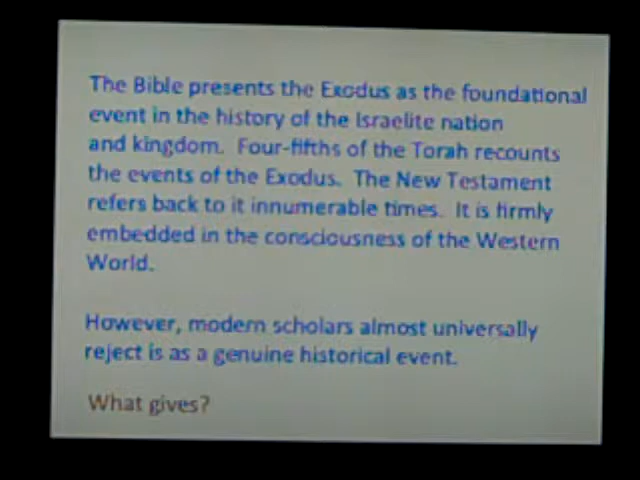 The Bible presents the Exodus as the foundational
event in the history of the Israelite nation
and kingdom. Four-fifths of the Torah recounts
the events of the Exodus. The New Testament
refers back to it innumerable times. It is firmly
embedded in the consciousness of the Western
World.
However, modern scholars almost universally
reject is as a genuine historical event.
What gives?